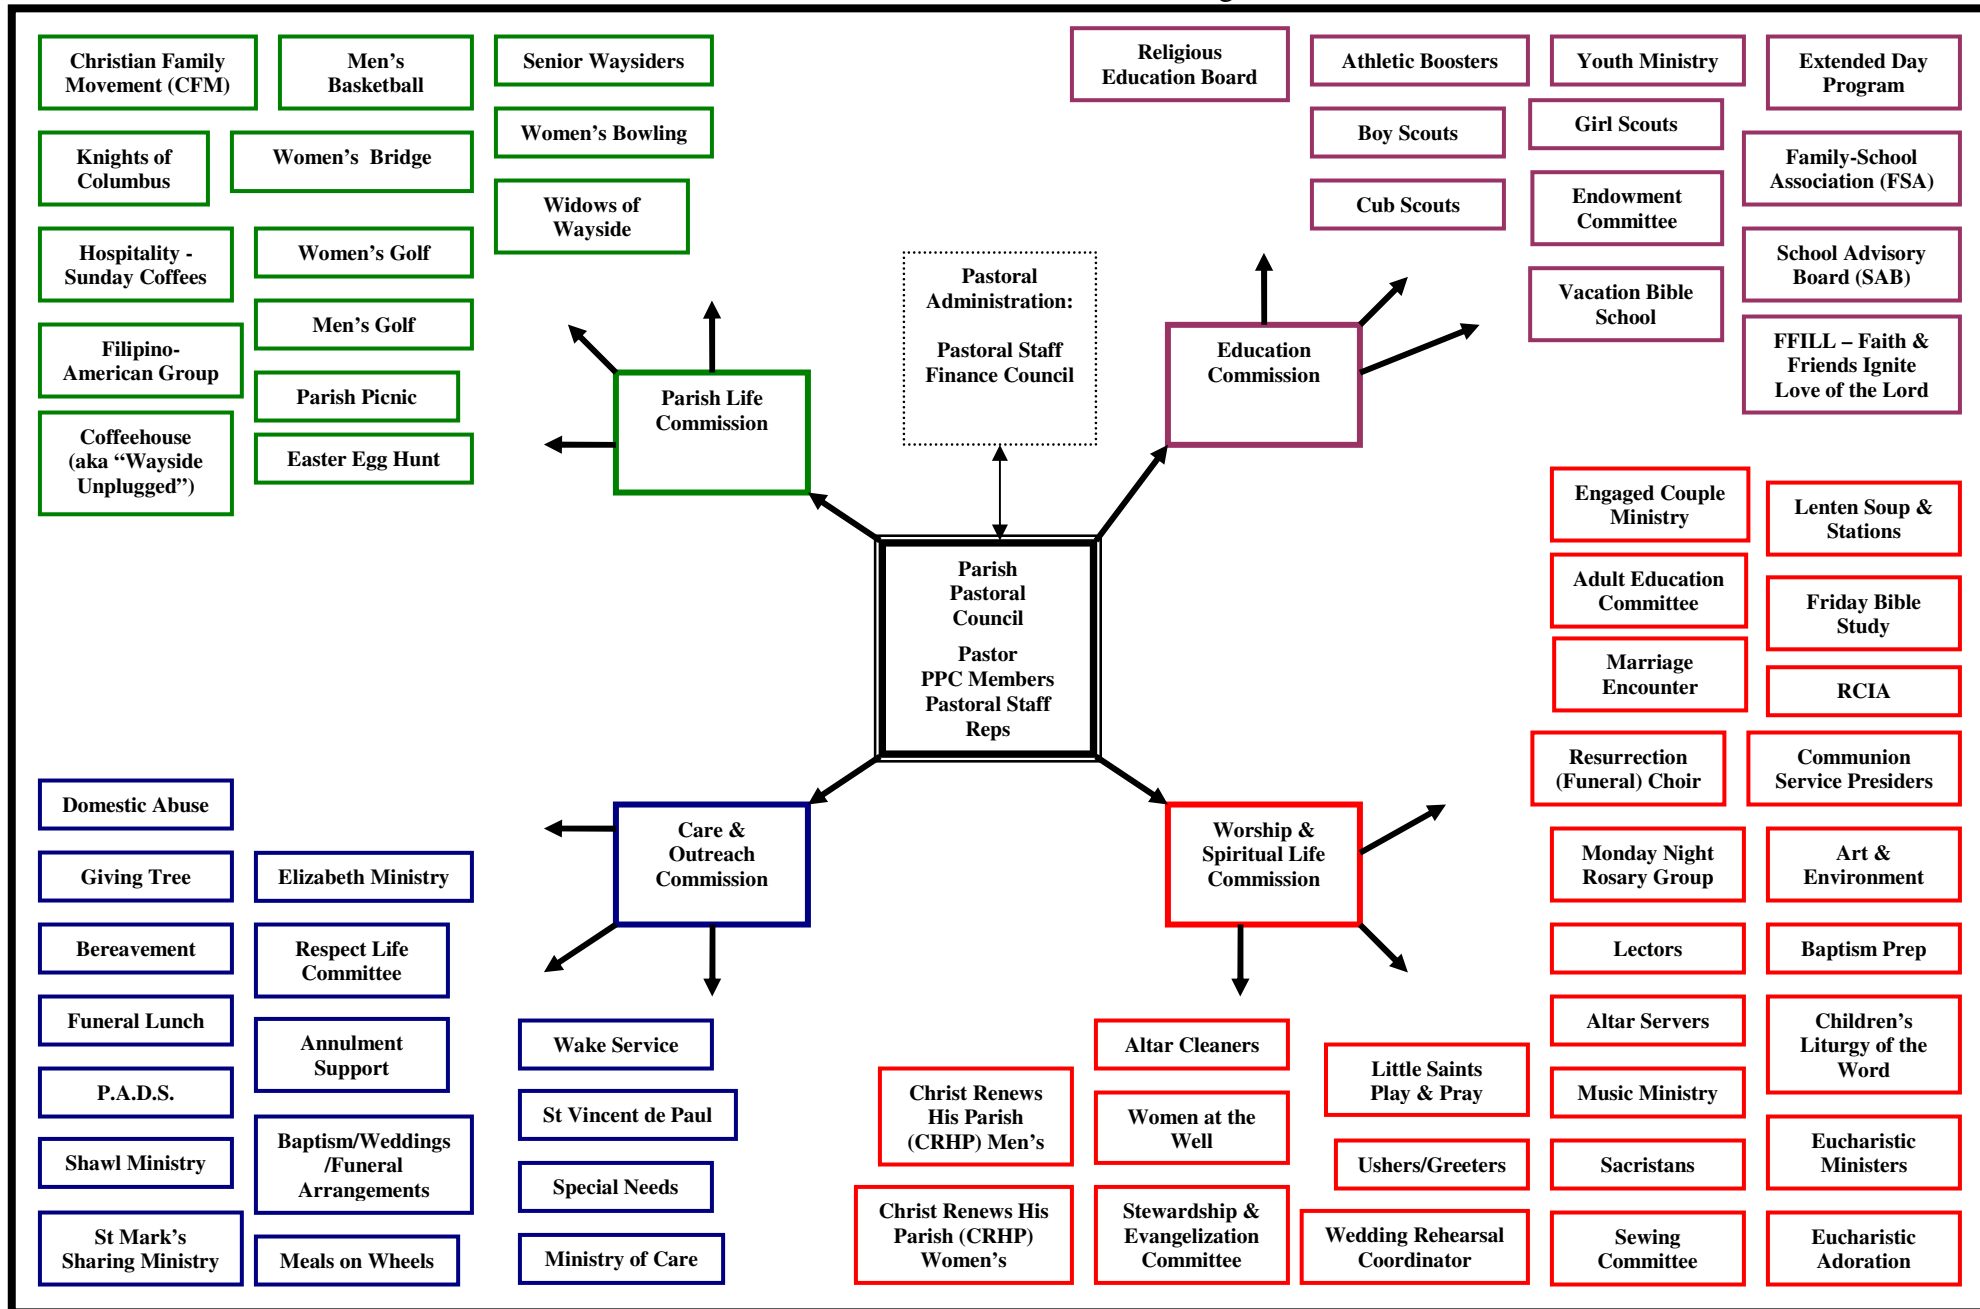 Christian Family
Movement (CFM)
Men's
Basketball
Senior Waysiders
Knights of
Columbus
Women's  Bridge
Women's Bowling
Widows of
Wayside
Hospitality -
Sunday Coffees
Women's Golf
Men's Golf
Filipino-
American Group
Parish Picnic
Coffeehouse
(aka “Wayside
Unplugged”)
Easter Egg Hunt
Parish Life
Commission
Pastoral
Administration:
Pastoral Staff
Finance Council
Religious
Education Board
Athletic Boosters
Youth Ministry
Extended Day
Program
Boy Scouts
Girl Scouts
Family-School
Association (FSA)
Cub Scouts
Endowment
Committee
School Advisory
Board (SAB)
Vacation Bible
School
FFILL – Faith &
Friends Ignite
Love of the Lord
Education
Commission
Parish
Pastoral
Council
Pastor
PPC Members
Pastoral Staff
Reps
Engaged Couple
Ministry
Lenten Soup &
Stations
Adult Education
Committee
Friday Bible
Study
Marriage
Encounter
RCIA
Resurrection
(Funeral) Choir
Communion
Service Presiders
Monday Night
Rosary Group
Art &
Environment
Lectors
Baptism Prep
Altar Servers
Children's
Liturgy of the
Word
Music Ministry
Sacristans
Eucharistic
Ministers
Sewing
Committee
Eucharistic
Adoration
Worship &
Spiritual Life
Commission
Altar Cleaners
Little Saints
Play & Pray
Christ Renews
His Parish
(CRHP) Men's
Women at the
Well
Ushers/Greeters
Christ Renews His
Parish (CRHP)
Women's
Stewardship &
Evangelization
Committee
Wedding Rehearsal
Coordinator
Care &
Outreach
Commission
Domestic Abuse
Giving Tree
Elizabeth Ministry
Bereavement
Respect Life
Committee
Funeral Lunch
Annulment
Support
P.A.D.S.
Shawl Ministry
Baptism/Weddings
/Funeral
Arrangements
St Mark's
Sharing Ministry
Meals on Wheels
Wake Service
St Vincent de Paul
Special Needs
Ministry of Care